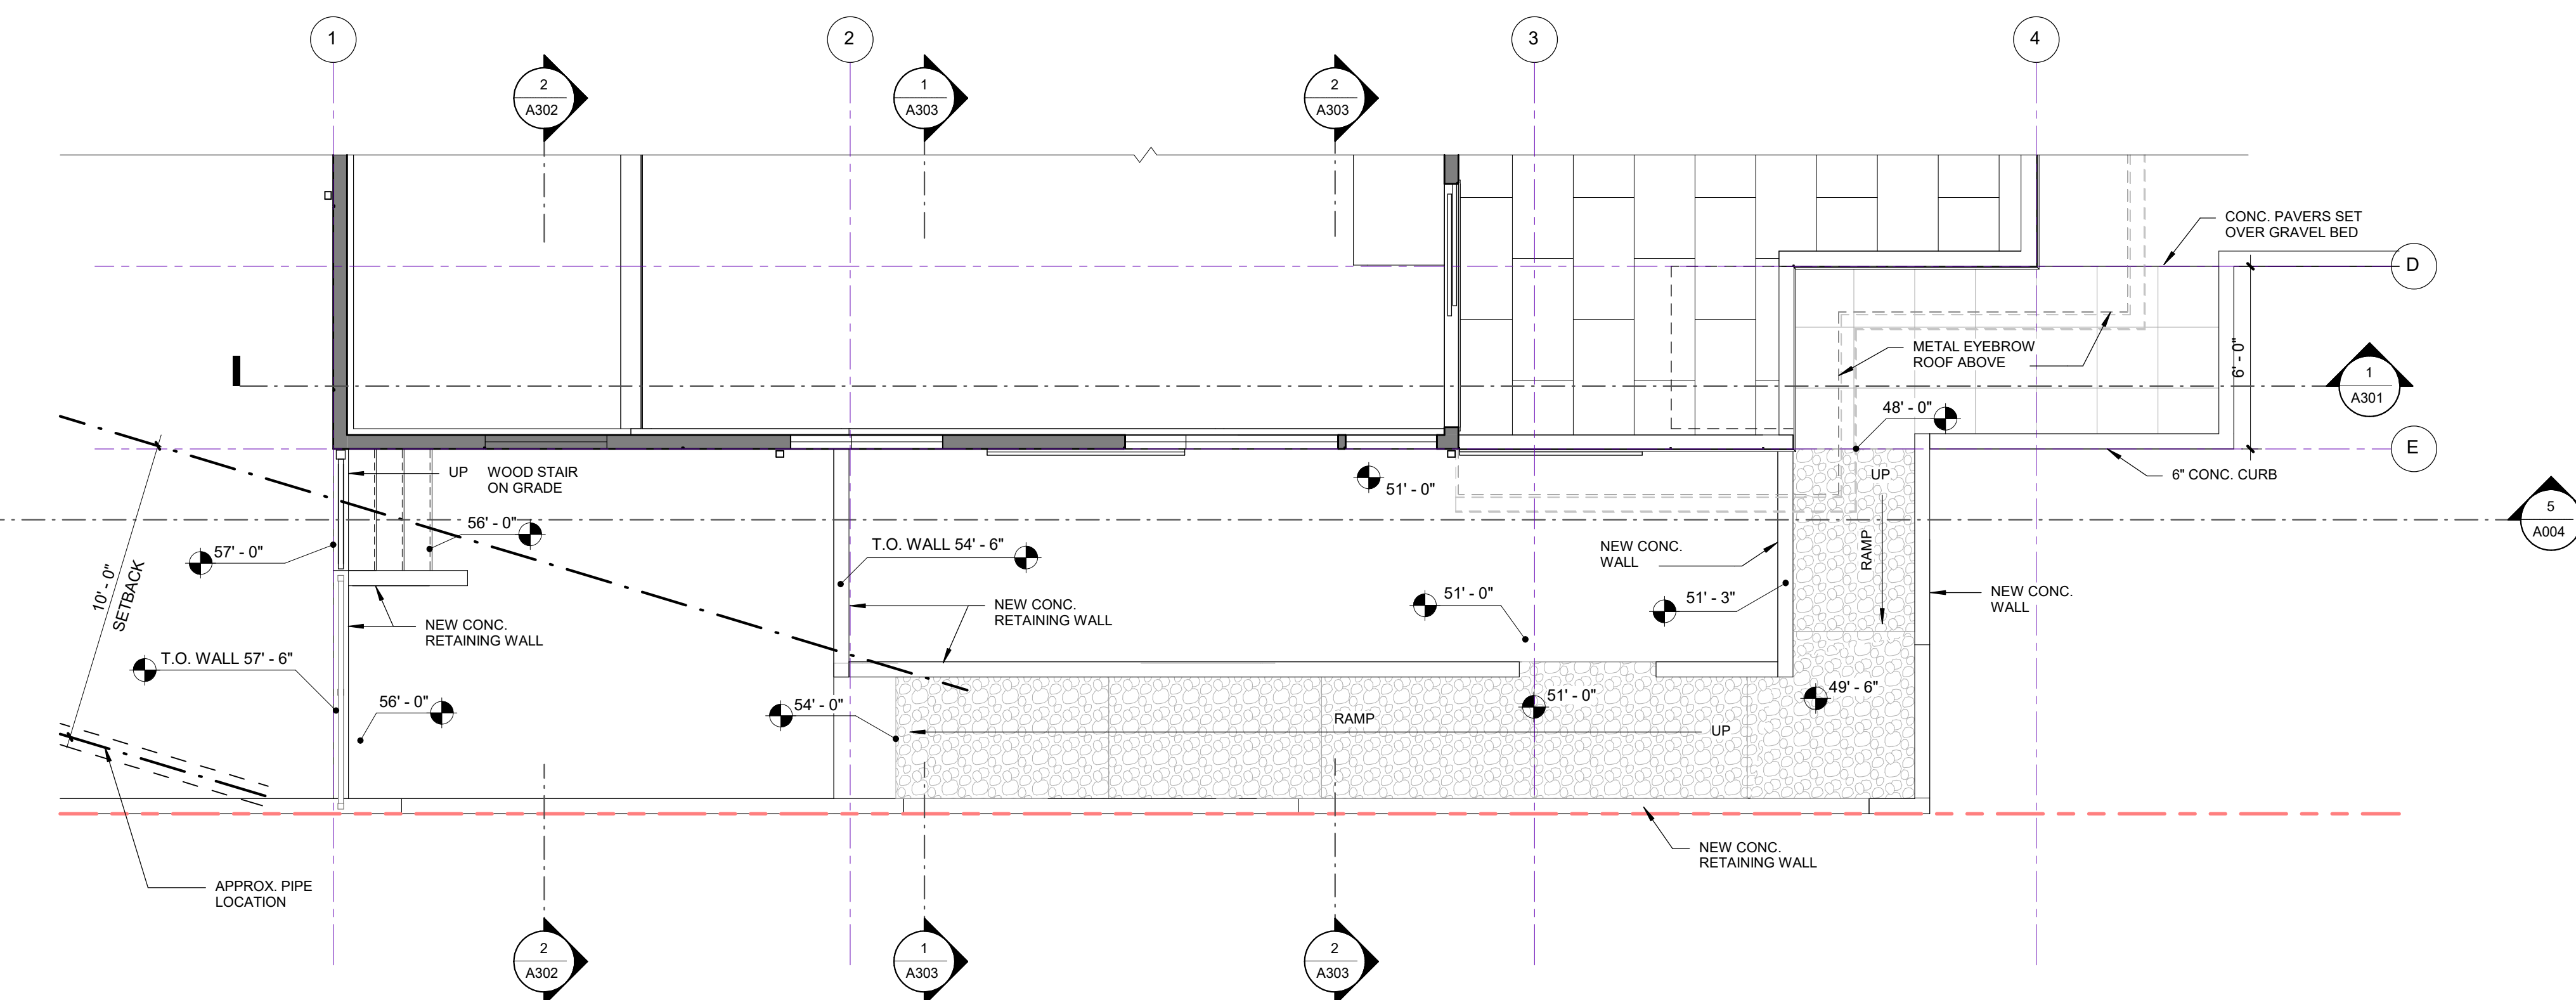 1
2
3
4
2
A302
1
A303
2
A303
CONC. PAVERS SET
OVER GRAVEL BED
D
METAL EYEBROW
ROOF ABOVE
6' - 0"
1
A301
48' - 0"
E
UP
WOOD STAIR
ON GRADE
51' - 0"
UP
6" CONC. CURB
56' - 0"
57' - 0"
T.O. WALL 54' - 6"
NEW CONC.
WALL
RAMP
5
A004
10' - 0"
SETBACK
NEW CONC.
RETAINING WALL
NEW CONC.
RETAINING WALL
51' - 0"
51' - 3"
NEW CONC.
WALL
T.O. WALL 57' - 6"
56' - 0"
54' - 0"
RAMP
51' - 0"
UP
49' - 6"
APPROX. PIPE
LOCATION
NEW CONC.
RETAINING WALL
2
A302
1
A303
2
A303